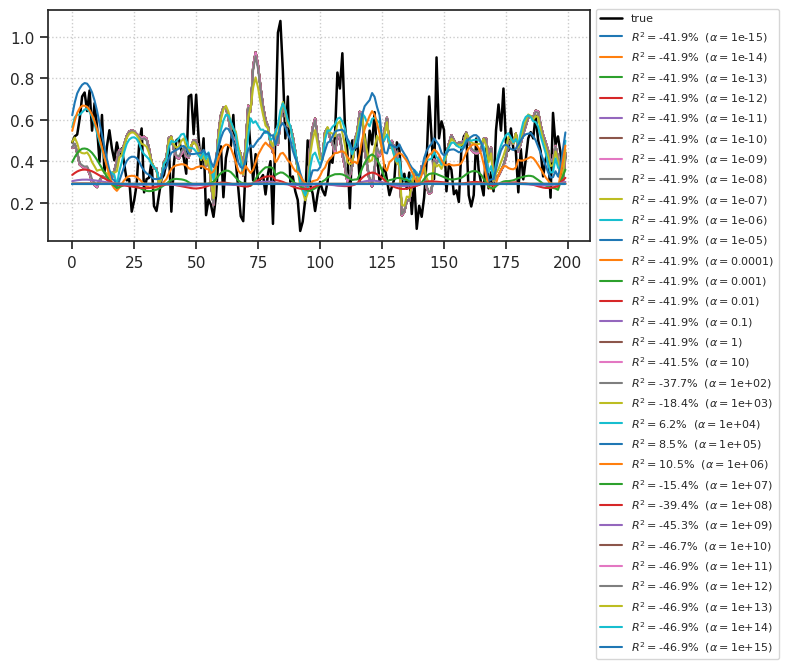 1.0
0.8
0.6
0.4
0.2
0 25 50 75 100 125 150 175 200
true
R² = -41.9% (α = 1e-15)
R² = -41.9% (α = 1e-14)
R² = -41.9% (α = 1e-13)
R² = -41.9% (α = 1e-12)
R² = -41.9% (α = 1e-11)
R² = -41.9% (α = 1e-10)
R² = -41.9% (α = 1e-09)
R² = -41.9% (α = 1e-08)
R² = -41.9% (α = 1e-07)
R² = -41.9% (α = 1e-06)
R² = -41.9% (α = 1e-05)
R² = -41.9% (α = 0.0001)
R² = -41.9% (α = 0.001)
R² = -41.9% (α = 0.01)
R² = -41.9% (α = 0.1)
R² = -41.9% (α = 1)
R² = -41.5% (α = 10)
R² = -37.7% (α = 1e+02)
R² = -18.4% (α = 1e+03)
R² = 6.2% (α = 1e+04)
R² = 8.5% (α = 1e+05)
R² = 10.5% (α = 1e+06)
R² = -15.4% (α = 1e+07)
R² = -39.4% (α = 1e+08)
R² = -45.3% (α = 1e+09)
R² = -46.7% (α = 1e+10)
R² = -46.9% (α = 1e+11)
R² = -46.9% (α = 1e+12)
R² = -46.9% (α = 1e+13)
R² = -46.9% (α = 1e+14)
R² = -46.9% (α = 1e+15)